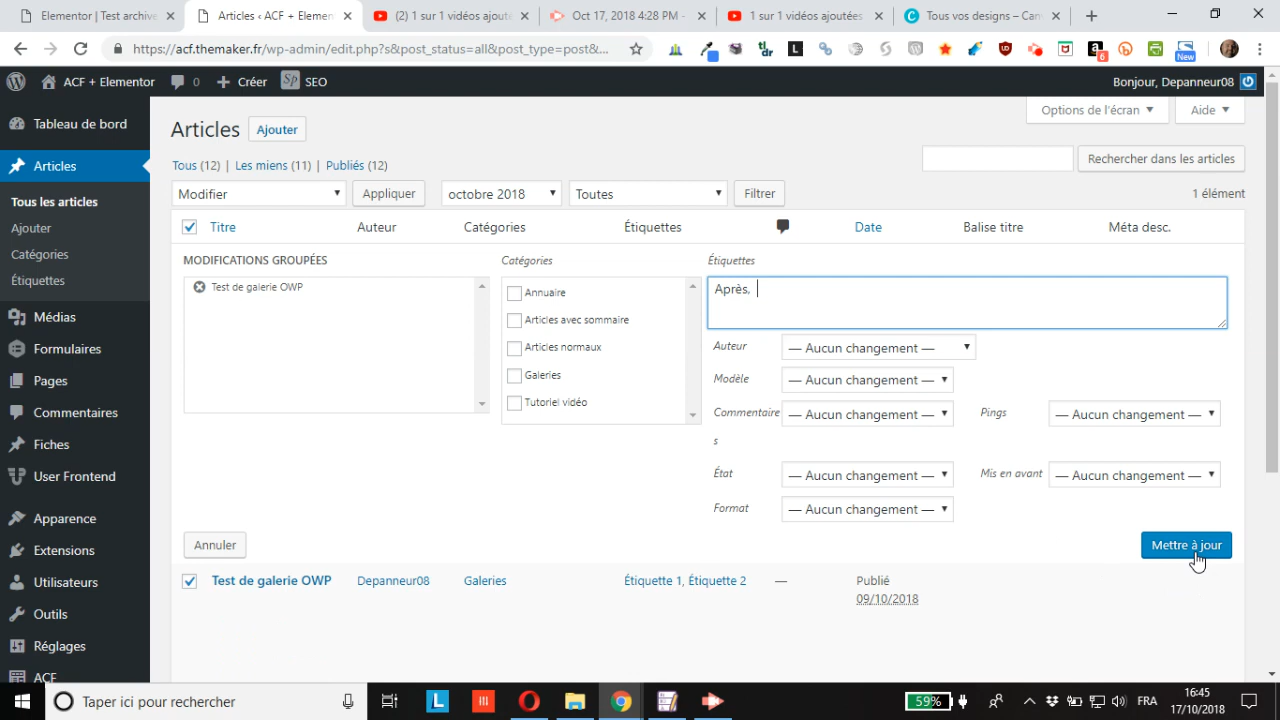 Elementor | Test archive
Articles ‹ ACF + Elemen
(2) 1 sur 1 vidéos ajout
Oct 17, 2018 4:28 PM -
1 sur 1 vidéos ajoutées
Tous vos designs – Can
https://acf.themaker.fr/wp-admin/edit.php?s&post_status=all&post_type=post&...
ACF + Elementor
0
Créer
SEO
Bonjour, Depanneur08
Tableau de bord
Articles
Tous les articles
Ajouter
Catégories
Étiquettes
Médias
Formulaires
Pages
Commentaires
Fiches
User Frontend
Apparence
Extensions
Utilisateurs
Outils
Réglages
ACF
Options de l'écran
Aide
Articles
Ajouter
Tous (12) | Les miens (11) | Publiés (12)
Rechercher dans les articles
Modifier
Appliquer
octobre 2018
Toutes
Filtrer
1 élément
Titre
Auteur
Catégories
Étiquettes
Date
Balise titre
Méta desc.
MODIFICATIONS GROUPÉES
Test de galerie OWP
Catégories
Annuaire
Articles avec sommaire
Articles normaux
Galeries
Tutoriel vidéo
Étiquettes
Après,
Auteur
— Aucun changement —
Modèle
— Aucun changement —
Commentaire
s
— Aucun changement —
Pings
— Aucun changement —
État
— Aucun changement —
Mis en avant
— Aucun changement —
Format
— Aucun changement —
Annuler
Mettre à jour
Test de galerie OWP
Depanneur08
Galeries
Étiquette 1, Étiquette 2
—
Publié
09/10/2018
Taper ici pour rechercher
59%
FRA
16:45
17/10/2018